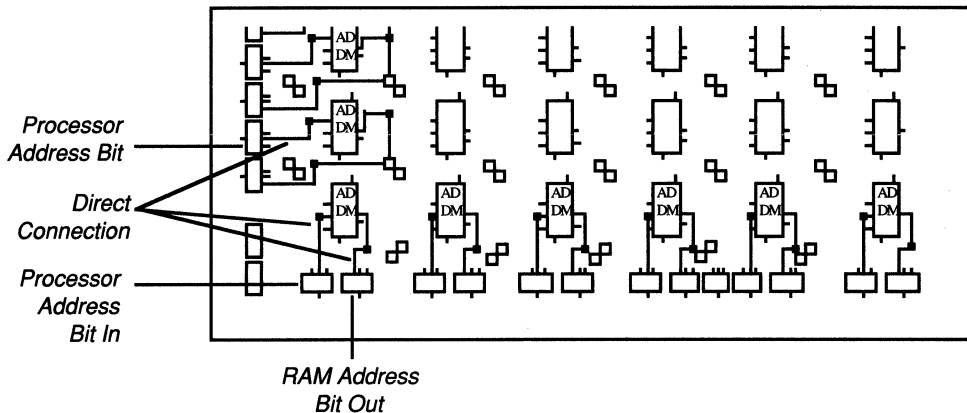 AD
DM
AD
DM
Processor
Address Bit
AD
DM
AD
DM
AD
DM
AD
DM
AD
DM
AD
DM
Direct
Connection
Processor
Address
Bit In
RAM Address
Bit Out